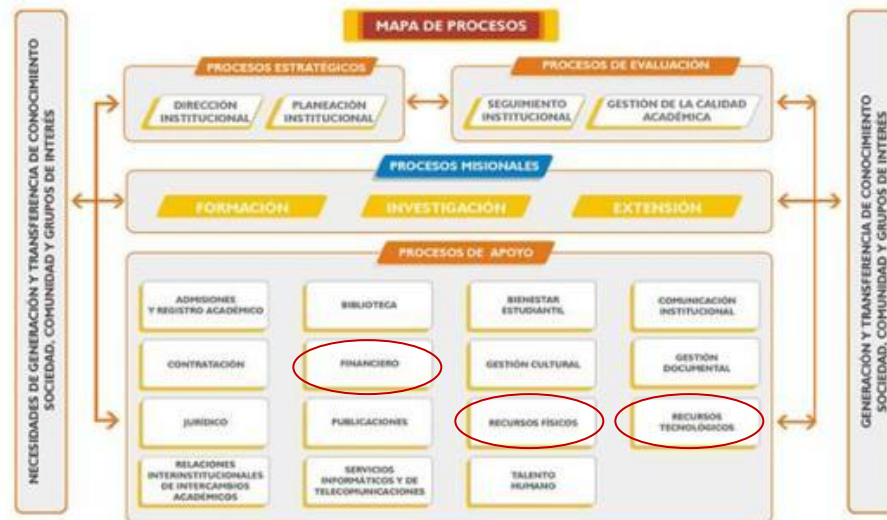 MAPA DE PROCESOS
NECESIDADES DE GENERACIÓN Y TRANSFERENCIA DE CONOCIMIENTO
SOCIEDAD, COMUNIDAD Y GRUPOS DE INTERÉS
PROCESOS ESTRATÉGICOS
DIRECCIÓN
INSTITUCIONAL
PLANEACIÓN
INSTITUCIONAL
PROCESOS DE EVALUACIÓN
SEGUIMIENTO
INSTITUCIONAL
GESTIÓN DE LA CALIDAD
ACADÉMICA
PROCESOS MISIONALES
FORMACIÓN
INVESTIGACIÓN
EXTENSIÓN
PROCESOS DE APOYO
ADMISIONES
Y REGISTRO ACADÉMICO
BIBLIOTECA
BIENESTAR
ESTUDIANTIL
COMUNICACIÓN
INSTITUCIONAL
CONTRATACIÓN
FINANCIERO
GESTIÓN CULTURAL
GESTIÓN
DOCUMENTAL
JURÍDICO
PUBLICACIONES
RECURSOS FÍSICOS
RECURSOS
TECNOLÓGICOS
RELACIONES
INTERINSTITUCIONALES
DE INTERCAMBIOS
ACADÉMICOS
SERVICIOS
INFORMÁTICOS Y DE
TELECOMUNICACIONES
TALENTO
HUMANO
GENERACIÓN Y TRANSFERENCIA DE CONOCIMIENTO
SOCIEDAD, COMUNIDAD Y GRUPOS DE INTERÉS